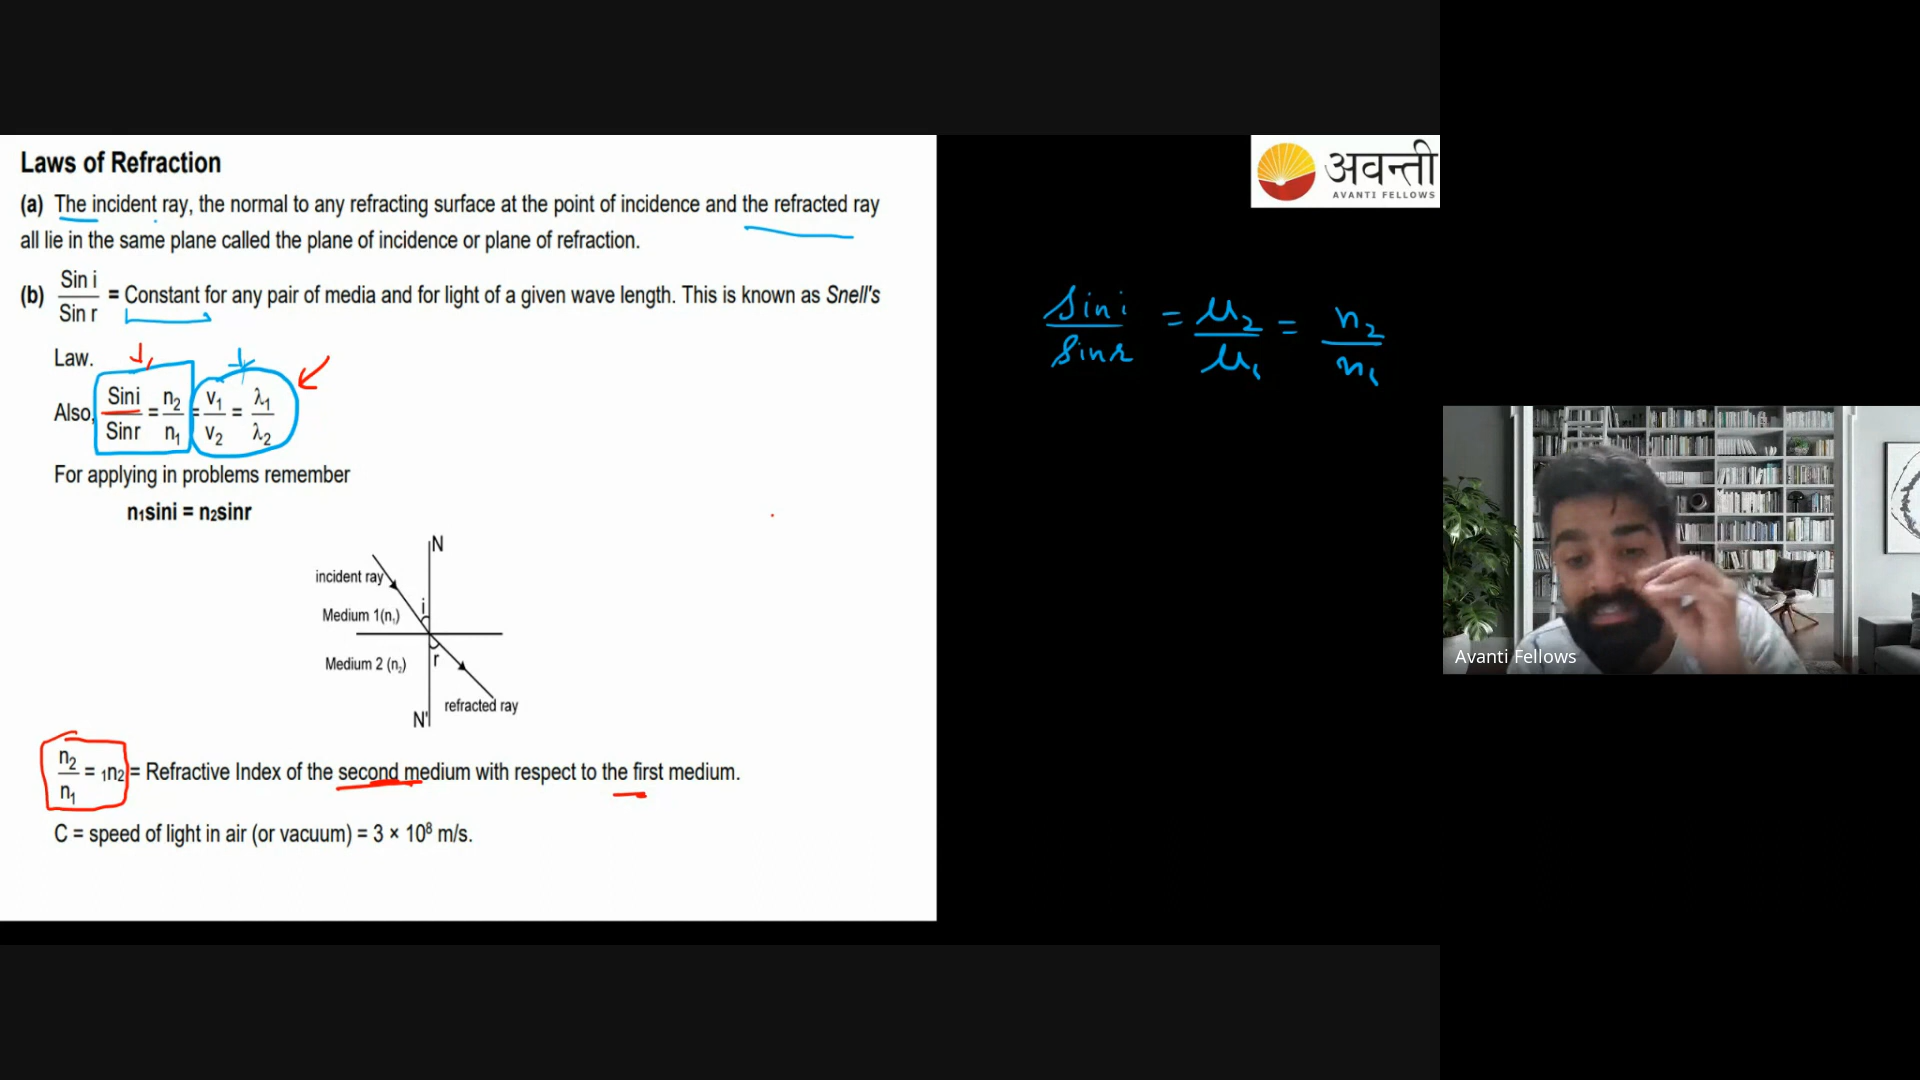 Laws of Refraction
(a) The incident ray, the normal to any refracting surface at the point of incidence and the refracted ray
all lie in the same plane called the plane of incidence or plane of refraction.
(b) Sin i / Sin r = Constant for any pair of media and for light of a given wave length. This is known as Snell's
Law.
Also, Sini / Sinr = n₂ / n₁ = v₁ / v₂ = λ₁ / λ₂
For applying in problems remember
n₁sini = n₂sinr
N
incident ray
i
Medium 1(n₁)
Medium 2 (n₂)
r
refracted ray
N'
n₂ / n₁ = ₁n₂ = Refractive Index of the second medium with respect to the first medium.
C = speed of light in air (or vacuum) = 3 × 10⁸ m/s.
sin i / sin r = μ₂ / μ₁ = n₂ / n₁
अवन्ती
AVANTI FELLOWS
Avanti Fellows